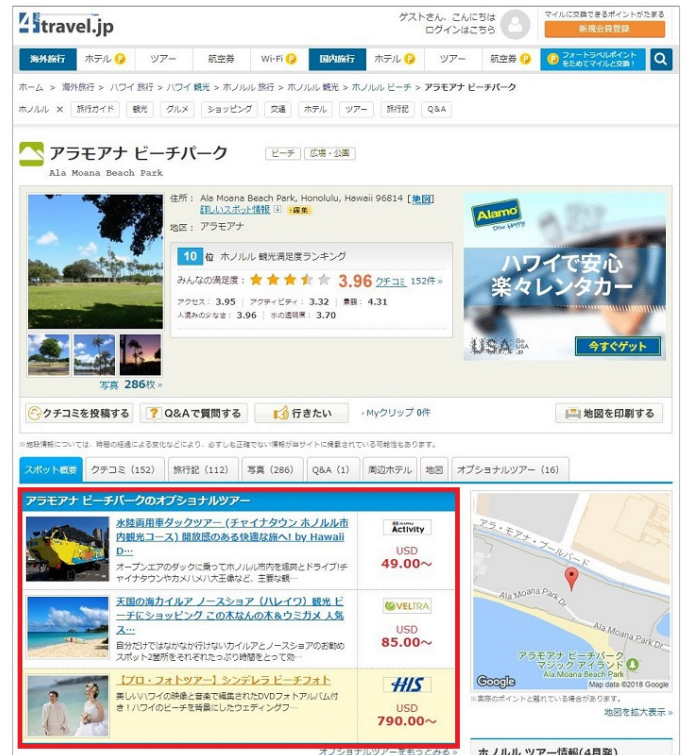 4travel.jp
ゲストさん、こんにちは
ログインはこちら
マイルに交換できるポイントがたまる
新規会員登録
海外旅行 ホテル P ツアー 航空券 Wi-Fi P 国内旅行 ホテル P ツアー 航空券 P
フォートラベルポイントをためてマイルと交換！
ホーム > 海外旅行 > ハワイ 旅行 > ハワイ 観光 > ホノルル 旅行 > ホノルル 観光 > ホノルル ビーチ > アラモアナ ビーチパーク
ホノルル × 旅行ガイド 観光 グルメ ショッピング 交通 ホテル ツアー 旅行記 Q&A
アラモアナ ビーチパーク ビーチ 広場・公園
Ala Moana Beach Park
住所： Ala Moana Beach Park, Honolulu, Hawaii 96814 [地図]
詳しいスポット情報 編集
地区： アラモアナ
10 位 ホノルル 観光満足度ランキング
みんなの満足度： 3.96 クチコミ 152件 »
アクセス： 3.95 アクティビティ： 3.32 景観： 4.31
人混みの少なさ： 3.96 水の透明度： 3.70
写真 286枚 »
Alamo
Drive Happy
ハワイで安心
楽々レンタカー
USA
Go
USA
.jp
今すぐゲット
クチコミを投稿する ? Q&Aで質問する 行きたい Myクリップ 0件 地図を印刷する
※施設情報については、時間の経過による変化などにより、必ずしも正確でない情報が当サイトに掲載されている可能性もあります。
スポット概要 クチコミ (152) 旅行記 (112) 写真 (286) Q&A (1) 周辺ホテル 地図 オプショナルツアー (16)
アラモアナ ビーチパークのオプショナルツアー
水陸両用車ダックツアー (チャイナタウン ホノルル市
内観光コース) 開放感のある快適な旅へ! by Hawaii
D…
オープンエアのダックに乗ってホノルル市内を颯爽とドライブ!チ
ャイナタウンやカメハメハ大王像など、主要な観…
Activity
USD
49.00～
天国の海カイルア ノースショア（ハレイワ）観光 ビ
ーチにショッピング この木なんの木＆ウミガメ 人気
ス…
自分だけではなかなか行けないカイルアとノースショアのお勧め
スポット2箇所をそれぞれたっぷり時間をとって効…
VELTRA
USD
85.00～
【プロ・フォトツアー】シンデレラ ビーチフォト
美しいハワイの映像と音楽で編集されたDVDフォトアルバム付
き！ハワイのビーチを背景にしたウエディングフ…
HIS
USD
790.00～
オプショナルツアーをもっとみる »
アラ・モアナ・ブールバード
Ala Moana Park Dr
Ala Moana Park Dr
アラモアナ ビーチパーク
マジック アイランド
Ala Moana Beach Park
Google
Map data ©2018 Google
※実際のポイントと離れている場合があります。
地図を拡大表示 »
ホノルル ツアー情報(4月発)